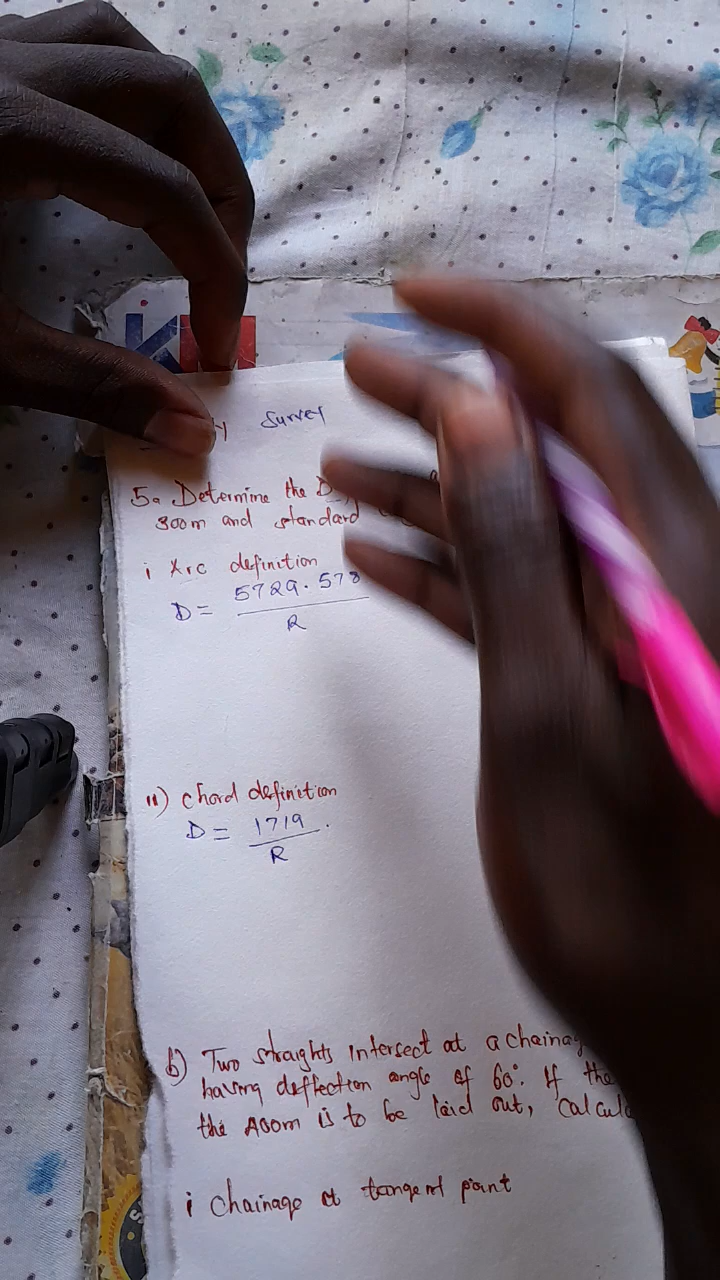 Survey
5a Determine the D
300m and standard
i Arc definition
D = 5729.578
R
ii) chord definition
D = 1719 .
R
b) Two straights intersect at a chainag
having deflection angle of 60°. If the
the 400m is to be laid out, calcul
i chainage at tangent point